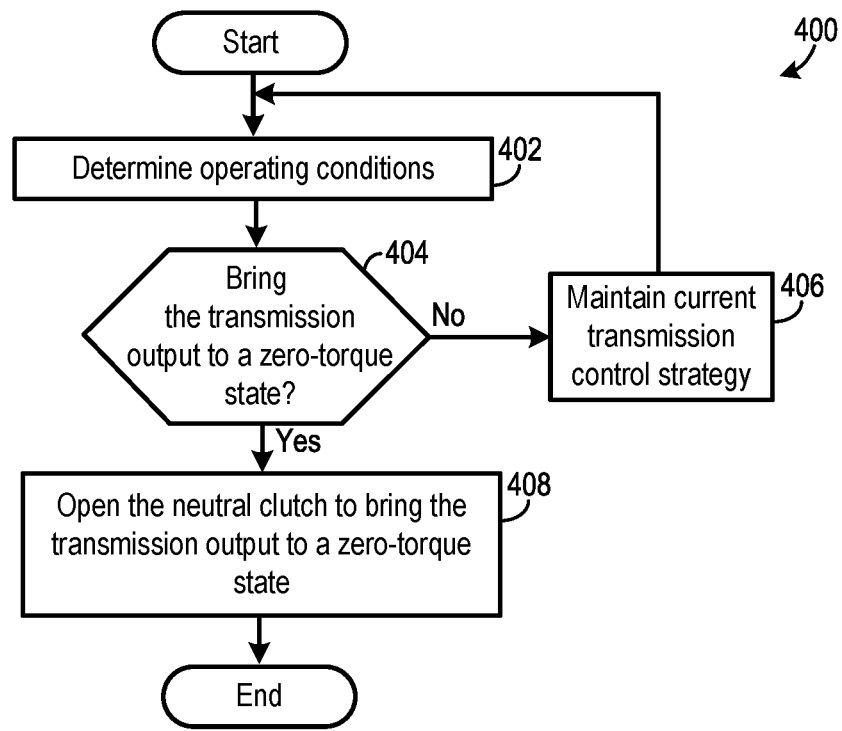 Start
400
Determine operating conditions
402
Bring
the transmission
output to a zero-torque
state?
404
No
Maintain current
transmission
control strategy
406
Yes
Open the neutral clutch to bring the
transmission output to a zero-torque
state
408
End